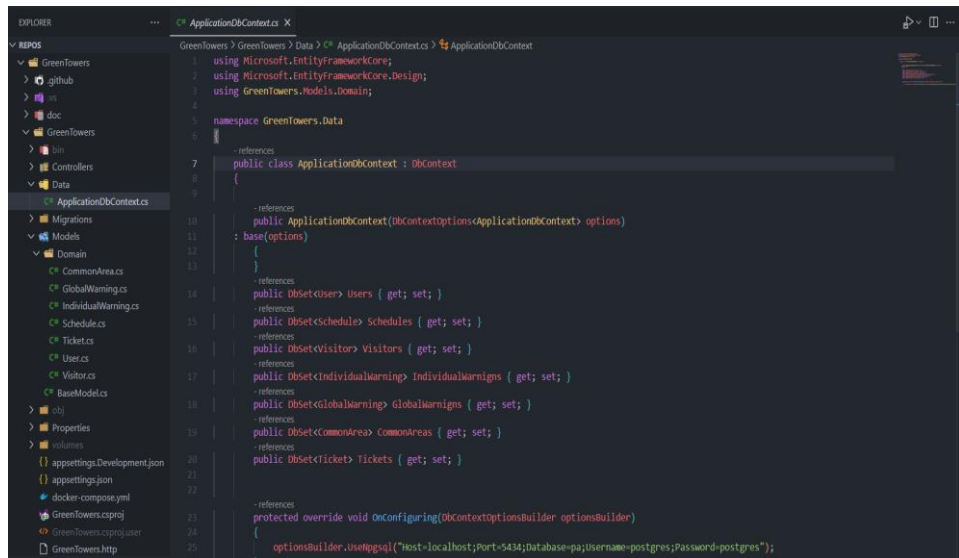 EXPLORER ···
C# ApplicationDbContext.cs X
REPOS
GreenTowers
.github
.vs
doc
GreenTowers
bin
Controllers
Data
C# ApplicationDbContext.cs
Migrations
Models
Domain
C# CommonArea.cs
C# GlobalWarning.cs
C# IndividualWarning.cs
C# Schedule.cs
C# Ticket.cs
C# User.cs
C# Visitor.cs
C# BaseModel.cs
obj
Properties
volumes
{} appsettings.Development.json
{} appsettings.json
docker-compose.yml
GreenTowers.csproj
GreenTowers.csproj.user
GreenTowers.http
GreenTowers > GreenTowers > Data > C# ApplicationDbContext.cs > ApplicationDbContext
1 using Microsoft.EntityFrameworkCore;
2 using Microsoft.EntityFrameworkCore.Design;
3 using GreenTowers.Models.Domain;
4
5 namespace GreenTowers.Data
6 {
- references
7 public class ApplicationDbContext : DbContext
8 {
9
- references
10 public ApplicationDbContext(DbContextOptions<ApplicationDbContext> options)
11 : base(options)
12 {
13 }
- references
14 public DbSet<User> Users { get; set; }
- references
15 public DbSet<Schedule> Schedules { get; set; }
- references
16 public DbSet<Visitor> Visitors { get; set; }
- references
17 public DbSet<IndividualWarning> IndividualWarnigns { get; set; }
- references
18 public DbSet<GlobalWarning> GlobalWarnigns { get; set; }
- references
19 public DbSet<CommonArea> CommonAreas { get; set; }
- references
20 public DbSet<Ticket> Tickets { get; set; }
21
22
- references
23 protected override void OnConfiguring(DbContextOptionsBuilder optionsBuilder)
24 {
25 optionsBuilder.UseNpgsql("Host=localhost;Port=5434;Database=pa;Username=postgres;Password=postgres");